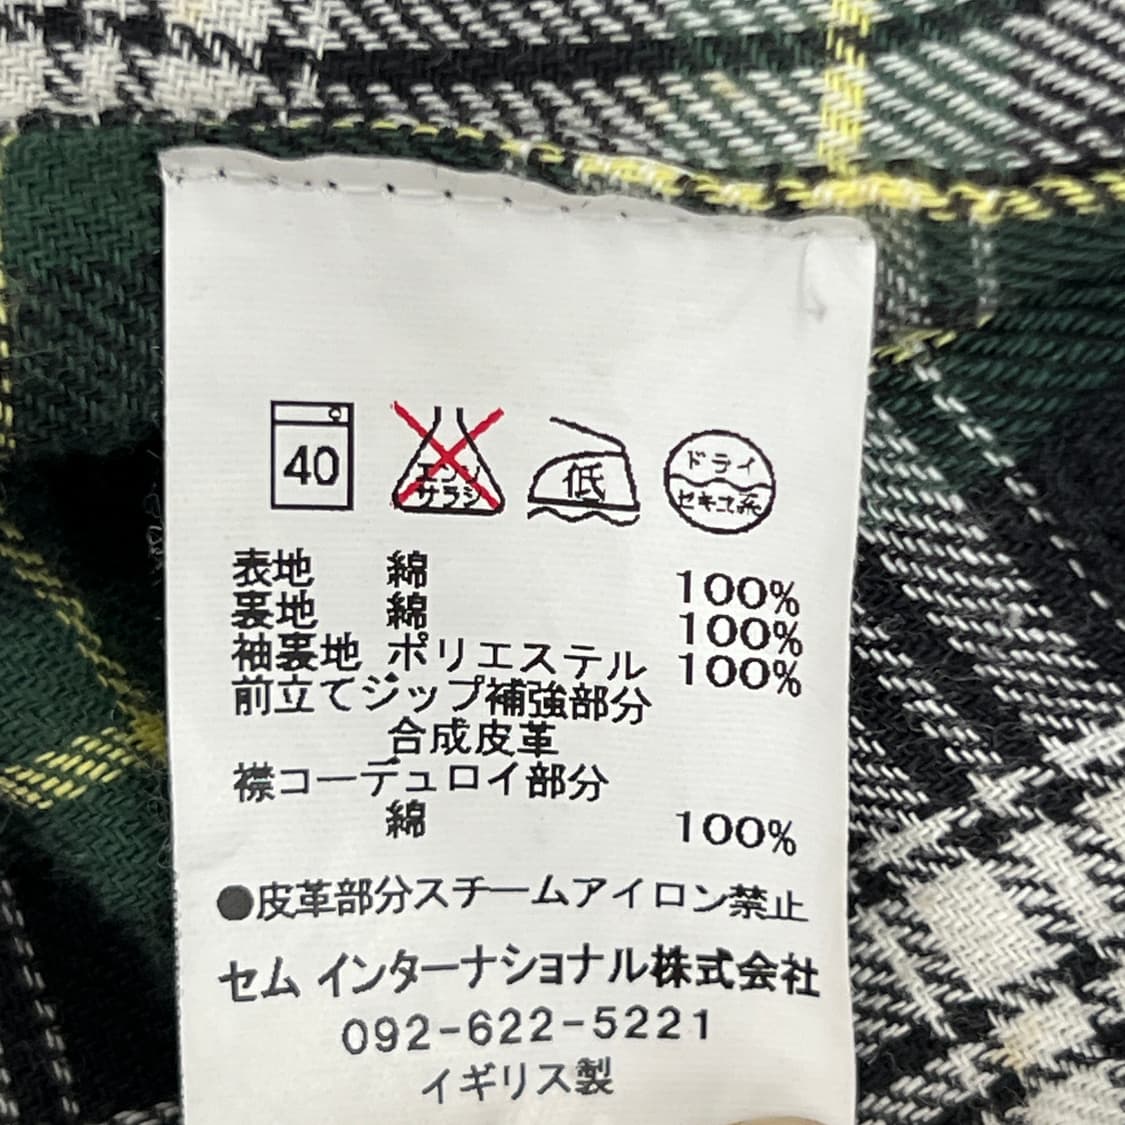 40
エンソ
サラシ
低
ドライ
セキユ系
表地 綿 100%
裏地 綿 100%
袖裏地 ポリエステル 100%
前立てジップ補強部分
合成皮革
襟コーデュロイ部分
綿 100%
●皮革部分スチームアイロン禁止
セム インターナショナル株式会社
092-622-5221
イギリス製